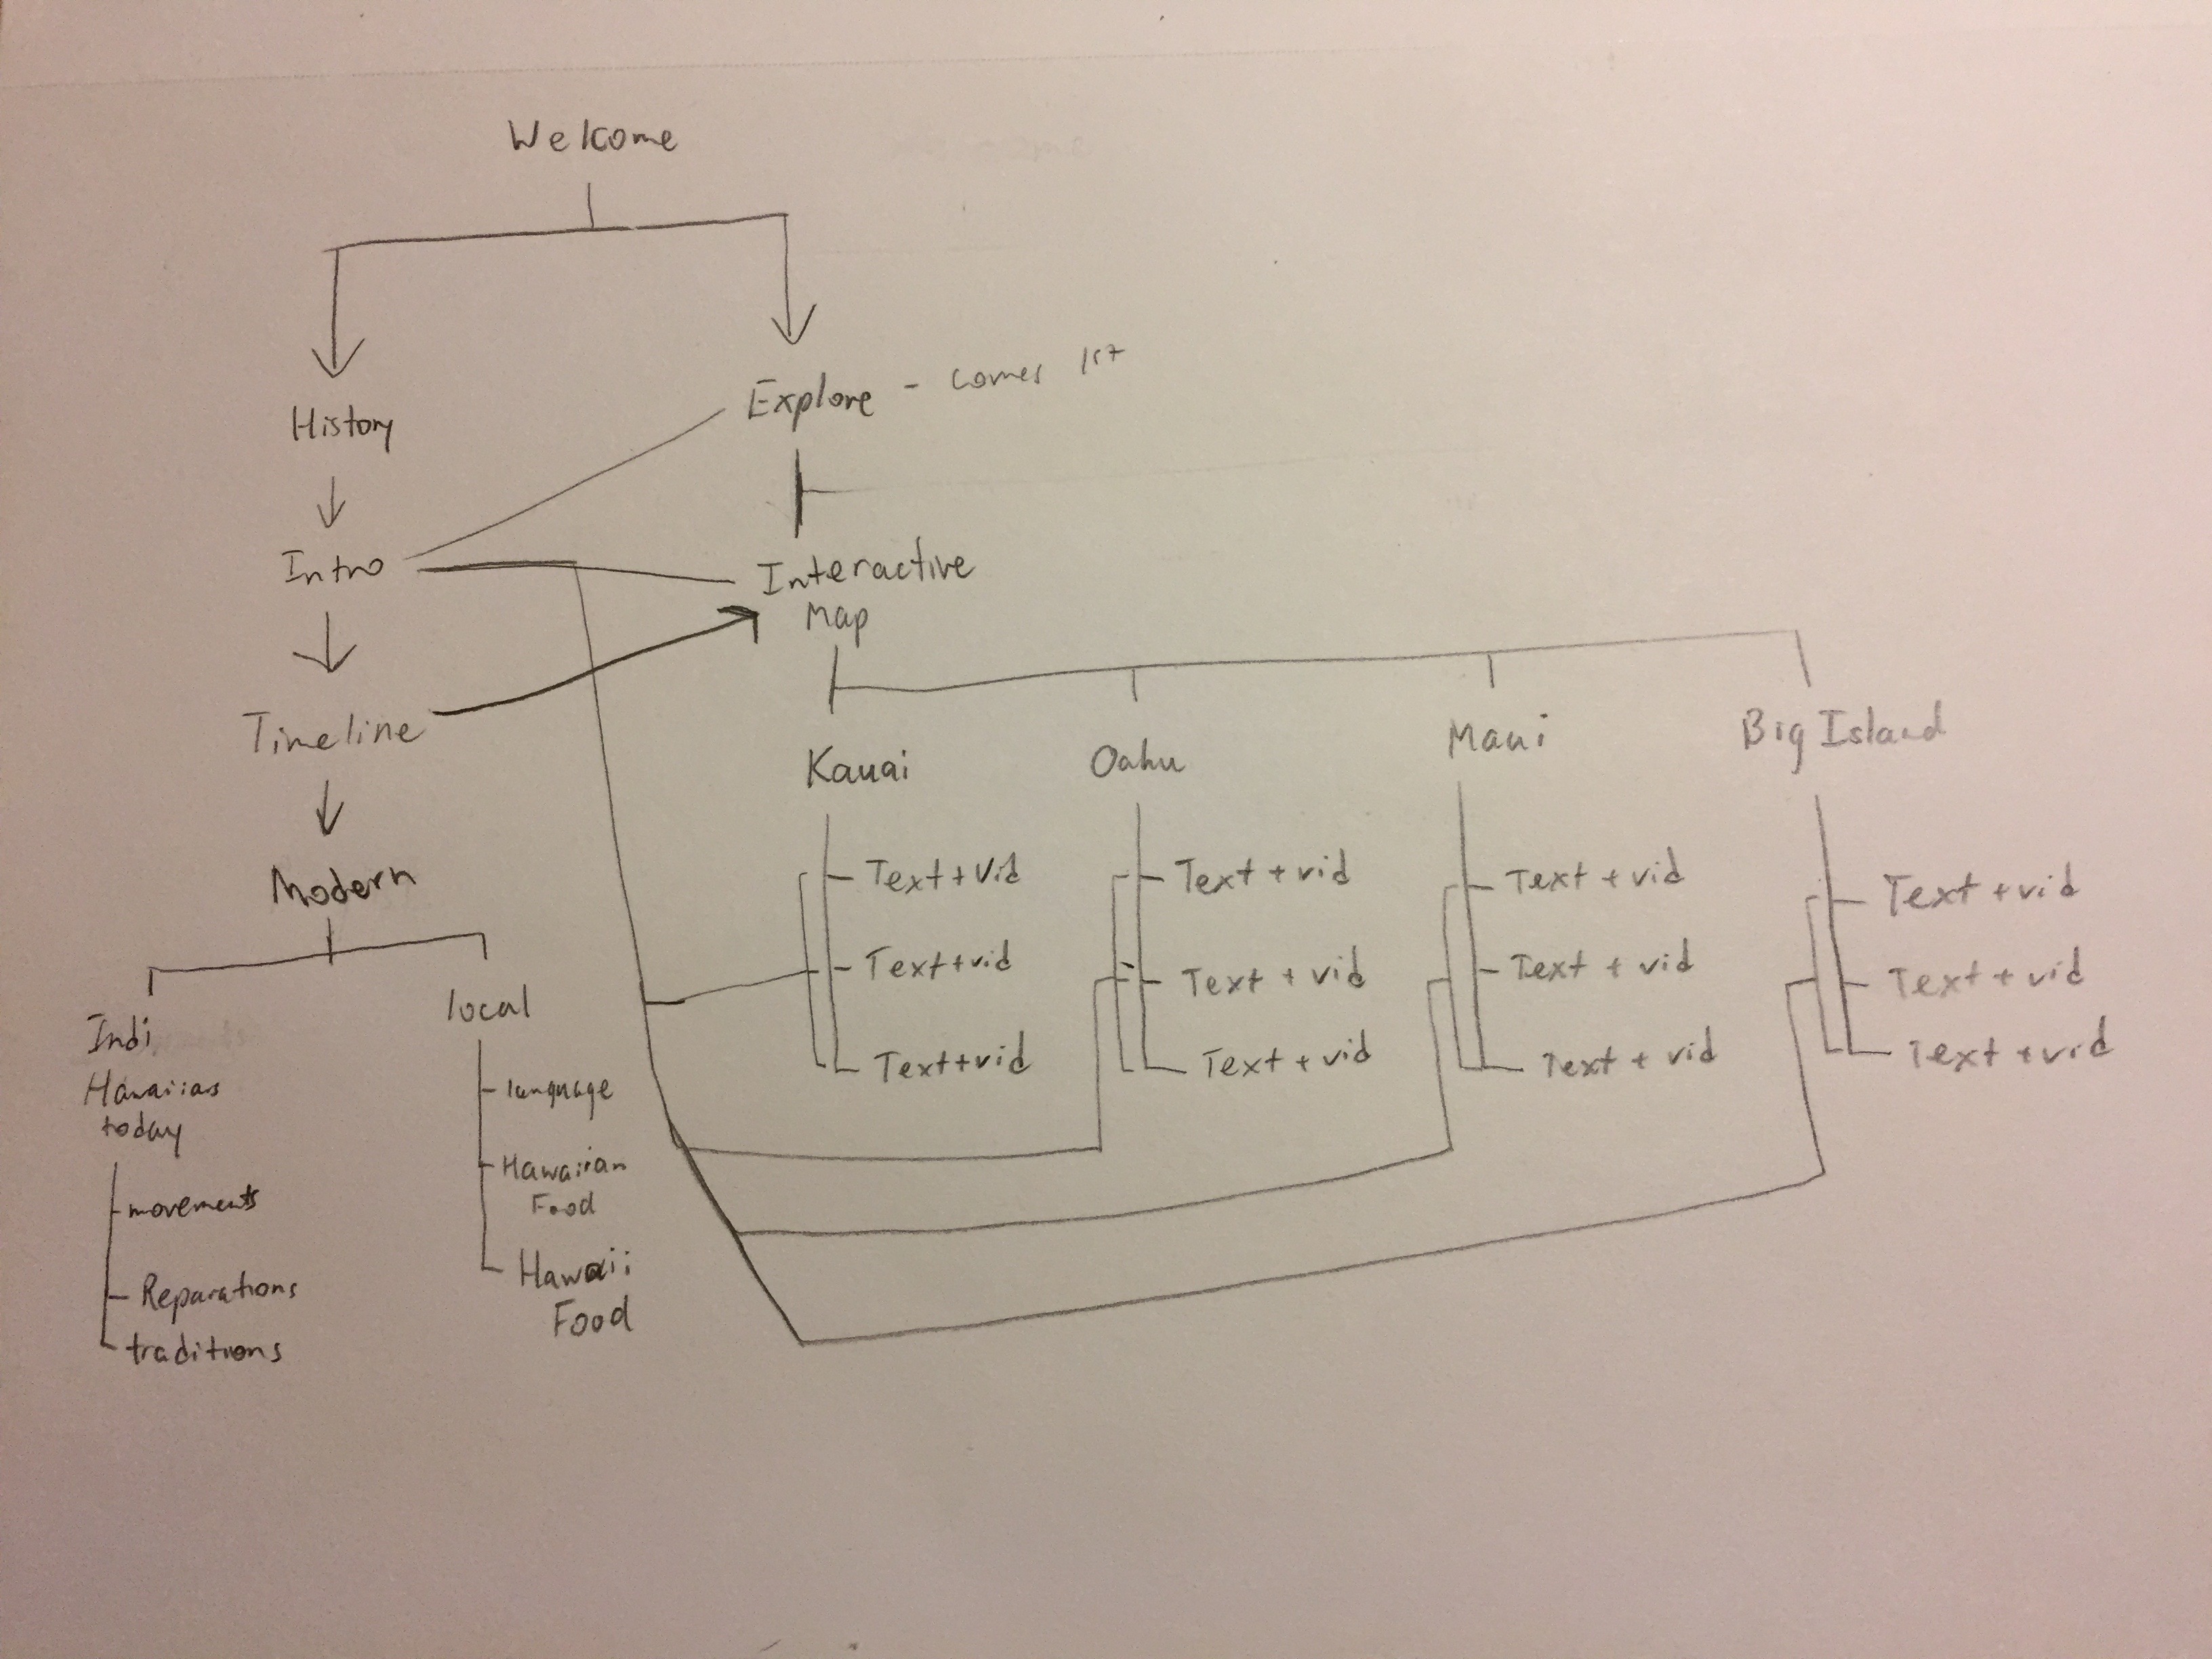 Welcome
Explore - comes 1st
History
Intro
Interactive
Map
Timeline
Kauai
Oahu
Maui
Big Island
Modern
Text + Vid
Text + vid
Text + vid
Text + vid
Text + vid
Text + vid
Text + vid
Text + vid
Text + vid
Text + vid
Text + vid
Text + vid
Indi
Hawaiias
today
movements
Reparations
traditions
local
language
Hawaiian
Food
Hawaii
Food